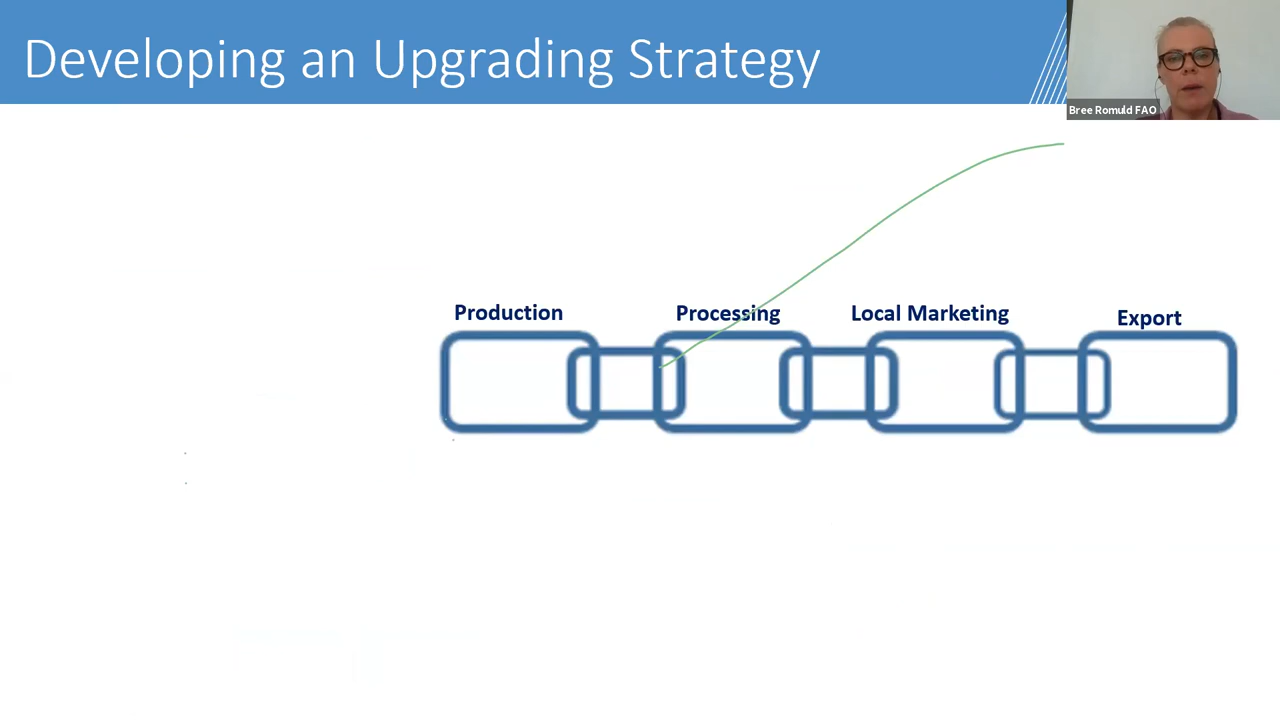 Developing an Upgrading Strategy
Bree Romuld FAO
Production
Processing
Local Marketing
Export